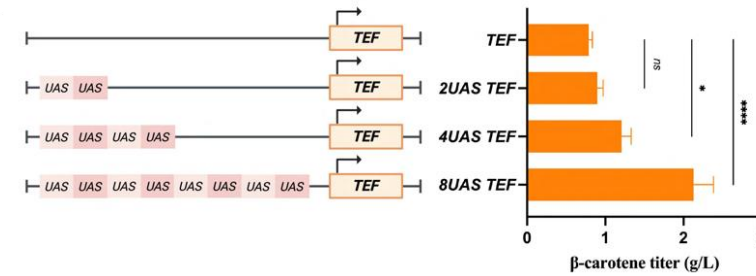 TEF TEF
UAS UAS TEF 2UAS TEF
UAS UAS UAS UAS TEF 4UAS TEF
UAS UAS UAS UAS UAS UAS UAS UAS TEF 8UAS TEF
ns
*
****
0 1 2
β-carotene titer (g/L)